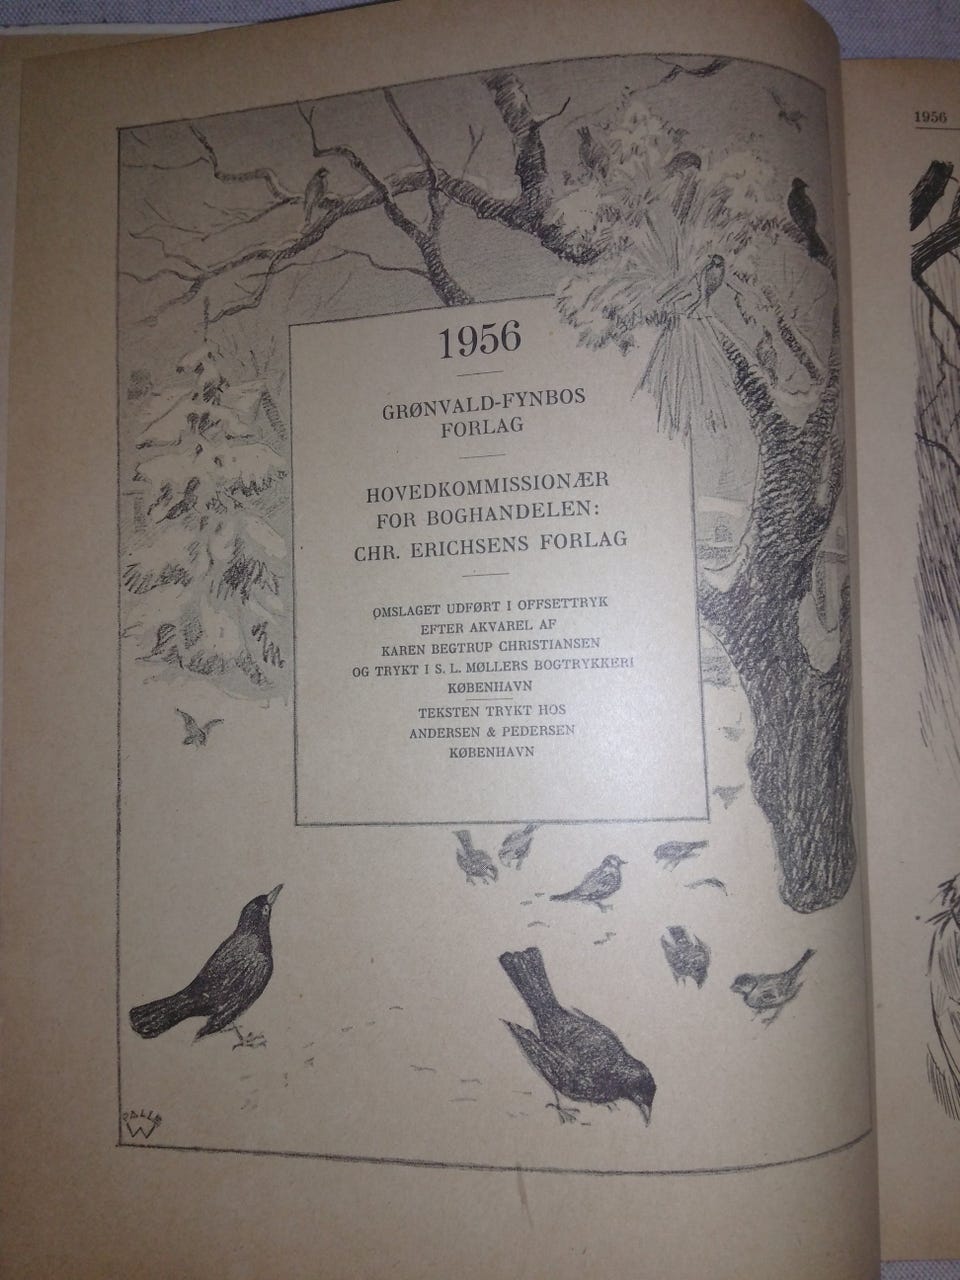 1956
GRØNVALD-FYNBOS
FORLAG
HOVEDKOMMISSIONÆR
FOR BOGHANDELEN:
CHR. ERICHSENS FORLAG
OMSLAGET UDFØRT I OFFSETTRYK
EFTER AKVAREL AF
KAREN BEGTRUP CHRISTIANSEN
OG TRYKT I S. L. MØLLERS BOGTRYKKERI
KØBENHAVN
TEKSTEN TRYKT HOS
ANDERSEN & PEDERSEN
KØBENHAVN
PALLE
W
1956